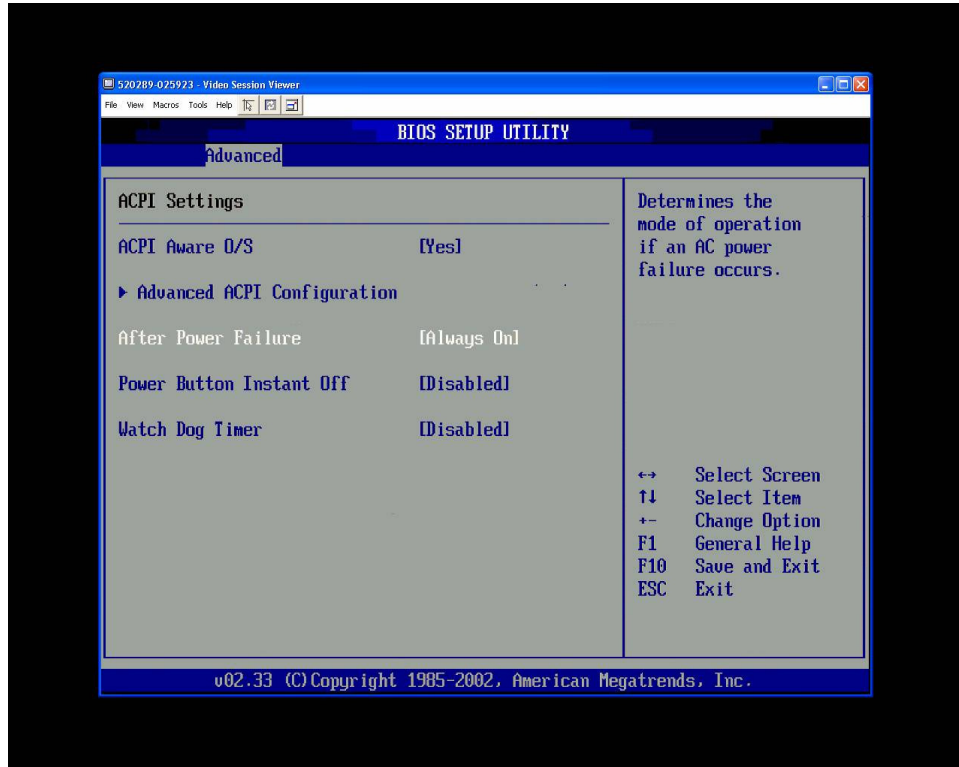 520289-025923 - Video Session Viewer
File View Macros Tools Help
BIOS SETUP UTILITY
Advanced
ACPI Settings
ACPI Aware O/S [Yes]
Advanced ACPI Configuration
After Power Failure [Always On]
Power Button Instant Off [Disabled]
Watch Dog Timer [Disabled]
Determines the
mode of operation
if an AC power
failure occurs.
←→ Select Screen
↑↓ Select Item
+- Change Option
F1 General Help
F10 Save and Exit
ESC Exit
v02.33 (C)Copyright 1985-2002, American Megatrends, Inc.